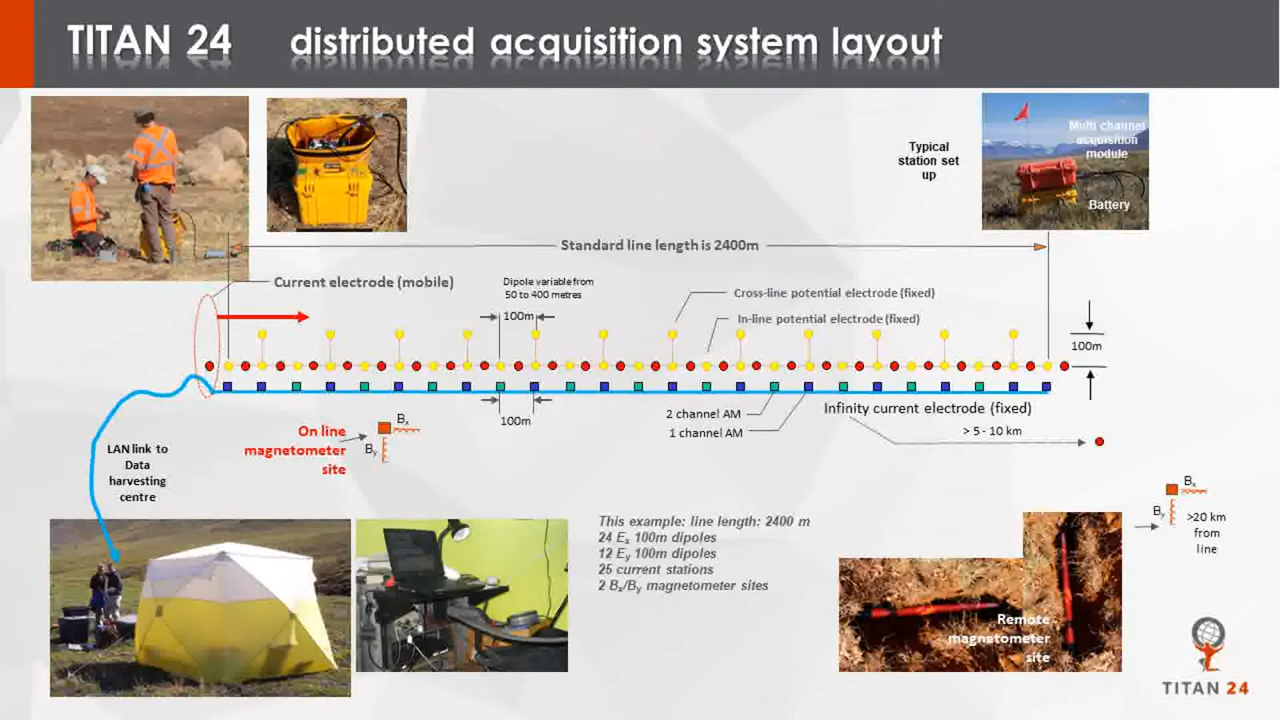 TITAN 24 distributed acquisition system layout
Typical
station set
up
Multi channel
acquisition
module
Battery
Standard line length is 2400m
Current electrode (mobile)
Dipole variable from
50 to 400 metres
100m
Cross-line potential electrode (fixed)
In-line potential electrode (fixed)
100m
100m
2 channel AM
1 channel AM
Infinity current electrode (fixed)
> 5 - 10 km
On line
magnetometer
site
Bx
By
LAN link to
Data
harvesting
centre
This example: line length: 2400 m
24 Ex 100m dipoles
12 Ey 100m dipoles
25 current stations
2 Bx/By magnetometer sites
Bx
By
>20 km
from
line
Remote
magnetometer
site
TITAN 24